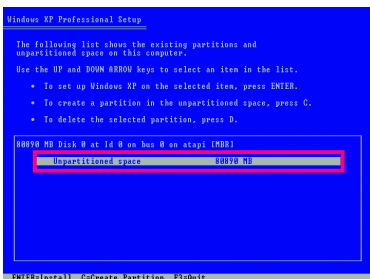 Windows XP Professional Setup
The following list shows the existing partitions and
unpartitioned space on this computer.
Use the UP and DOWN ARROW keys to select an item in the list.
• To set up Windows XP on the selected item, press ENTER.
• To create a partition in the unpartitioned space, press C.
• To delete the selected partition, press D.
80890 MB Disk 0 at Id 0 on bus 0 on atapi [MBR]
Unpartitioned space 80890 MB
ENTER=Install C=Create Partition F3=Quit